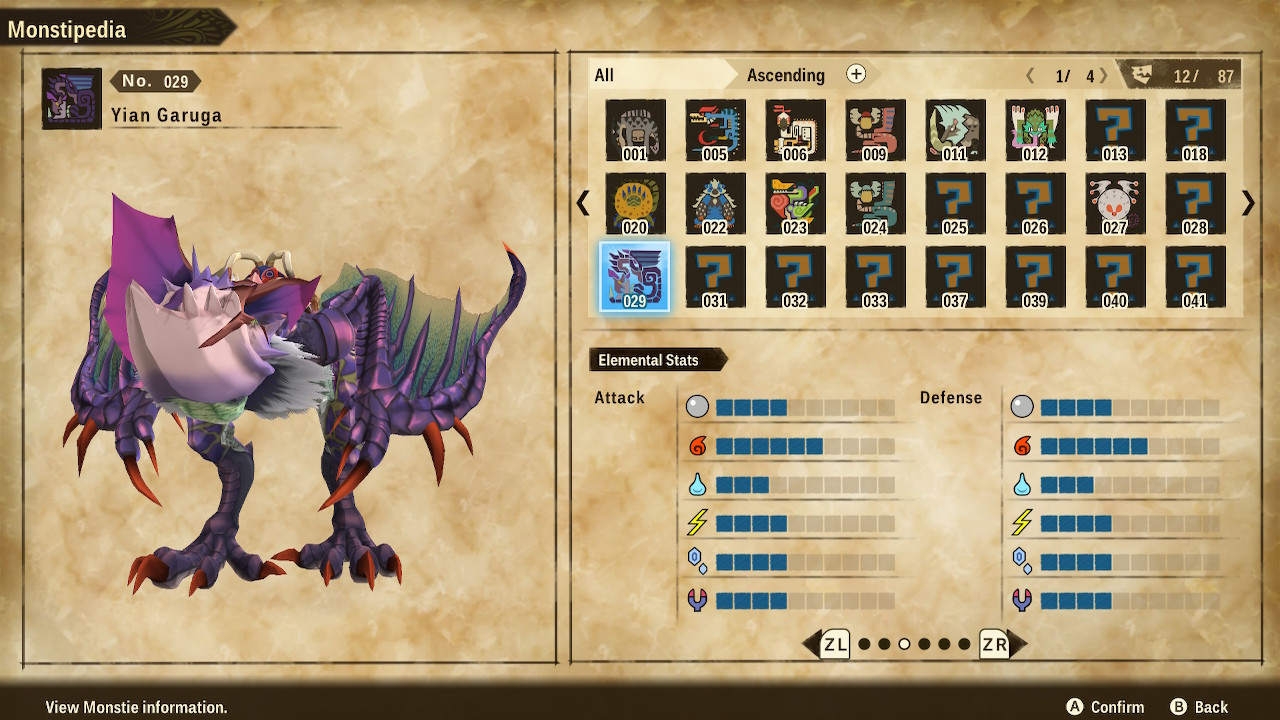 Monstipedia
No. 029
Yian Garuga
All
Ascending
1/ 4
12/ 87
001 005 006 009 011 012 013 018
020 022 023 024 025 026 027 028
029 031 032 033 037 039 040 041
Elemental Stats
Attack
Defense
ZL
ZR
View Monstie information.
A Confirm B Back